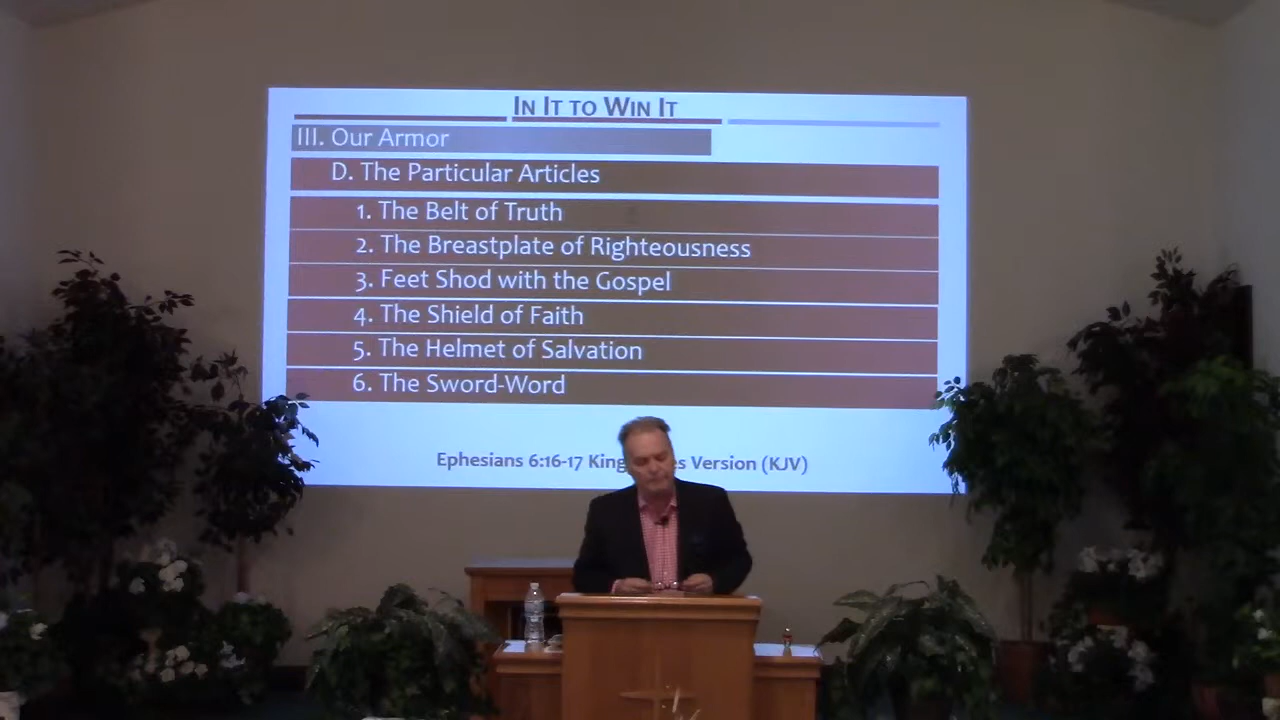 In It to Win It
III. Our Armor
D. The Particular Articles
1. The Belt of Truth
2. The Breastplate of Righteousness
3. Feet Shod with the Gospel
4. The Shield of Faith
5. The Helmet of Salvation
6. The Sword-Word
Ephesians 6:16-17 King es Version (KJV)